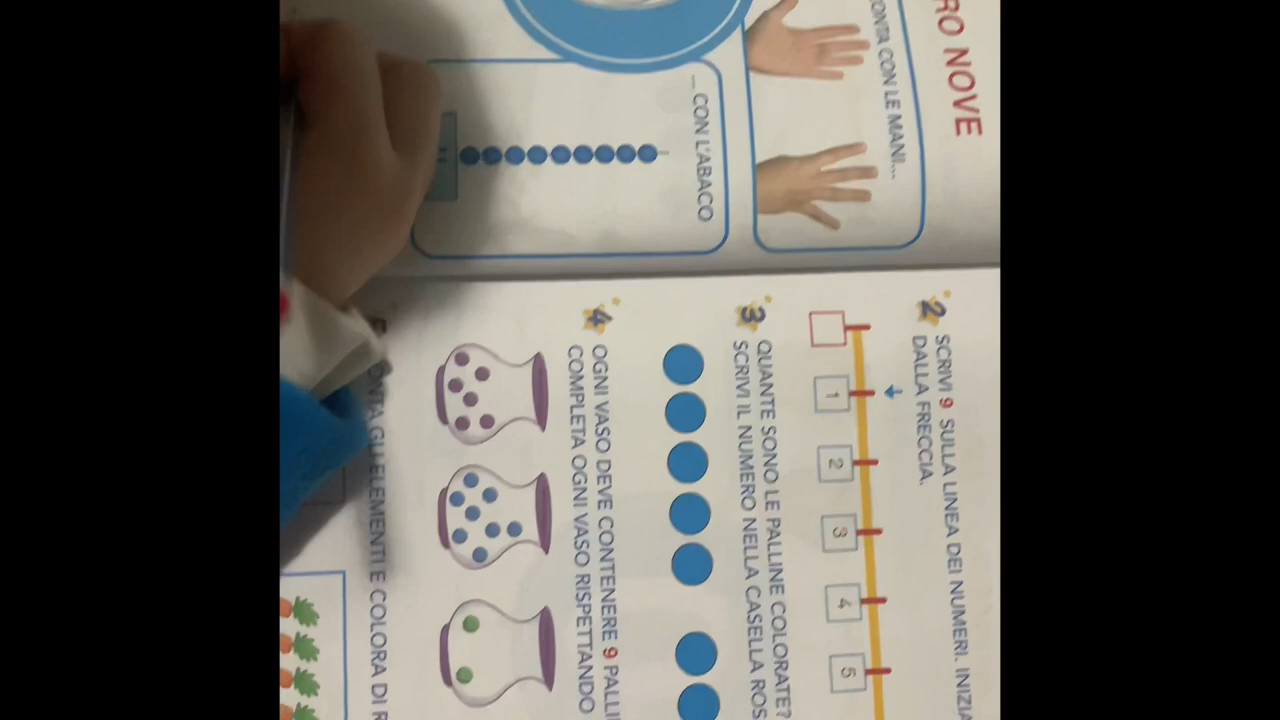 RO NOVE
CONTA CON LE MANI...
... CON L'ABACO
2 SCRIVI 9 SULLA LINEA DEI NUMERI. INIZIA
DALLA FRECCIA.
1 2 3 4 5
3 QUANTE SONO LE PALLINE COLORATE?
SCRIVI IL NUMERO NELLA CASELLA ROS
4 OGNI VASO DEVE CONTENERE 9 PALLI
COMPLETA OGNI VASO RISPETTANDO
ONTA GLI ELEMENTI E COLORA DI R